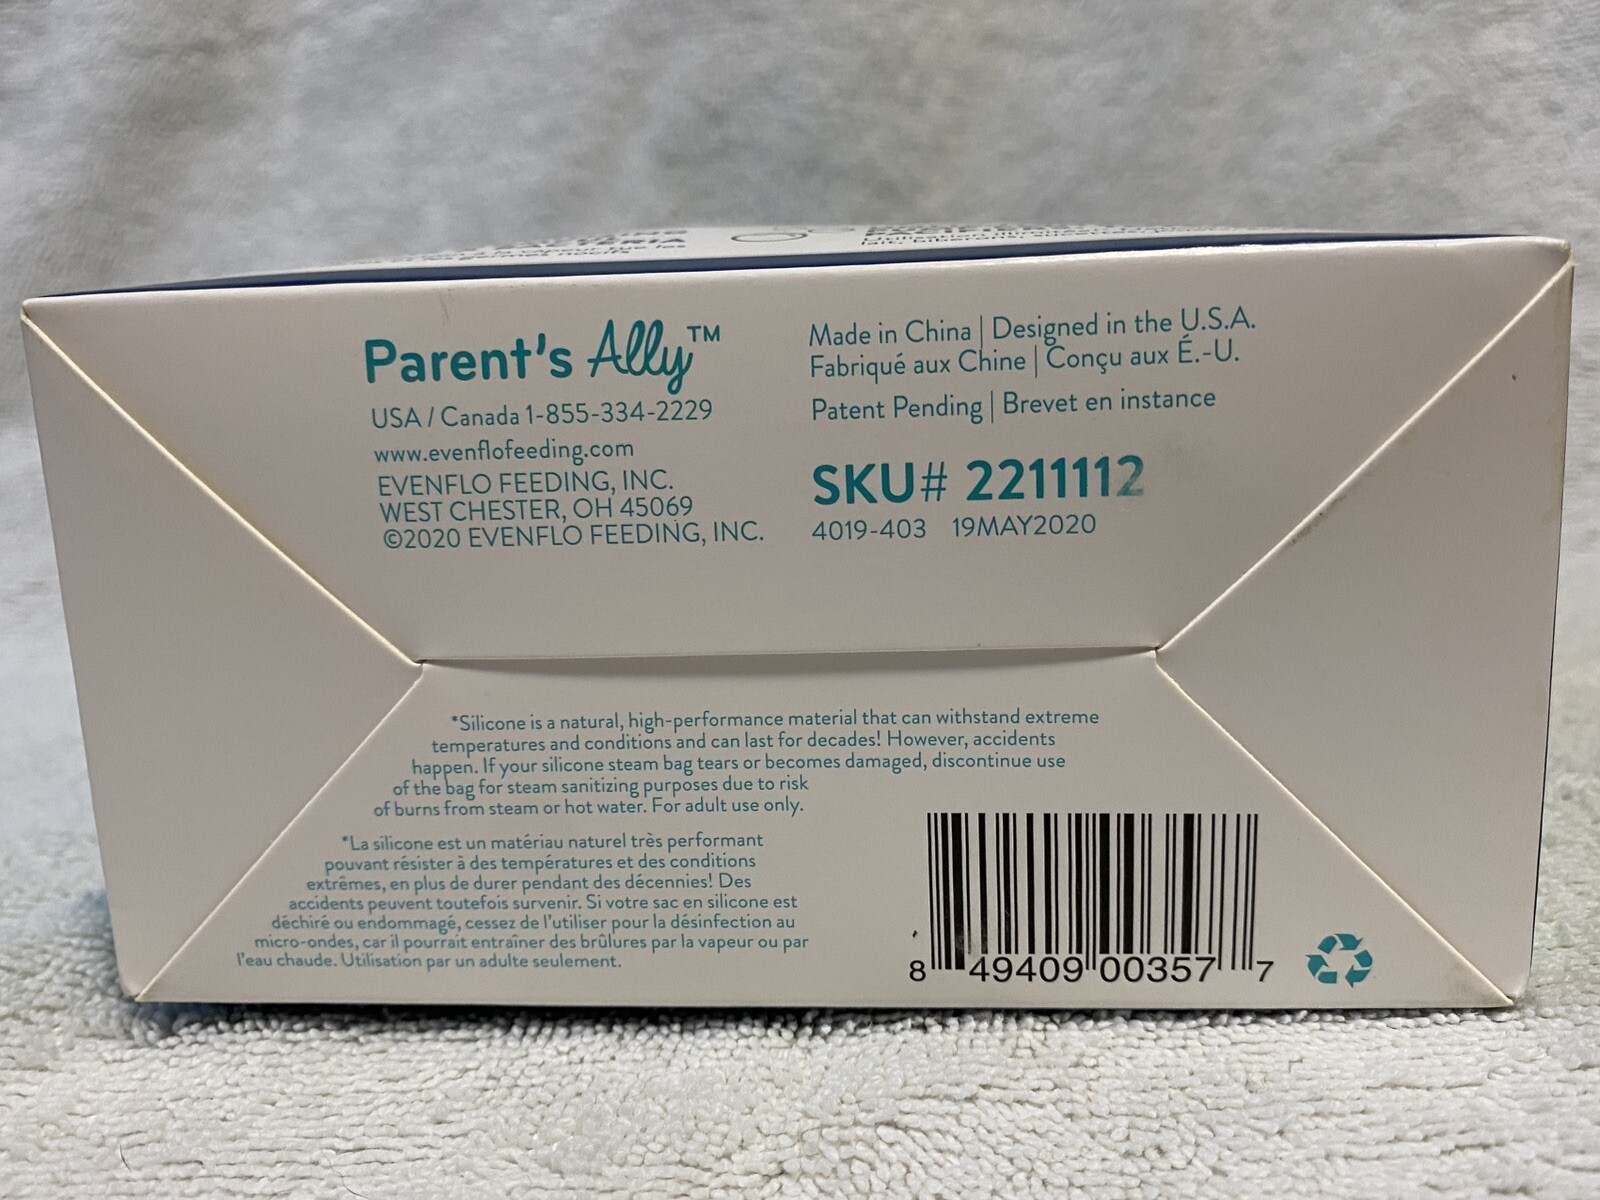 BACTERIA
Parent's Ally™
USA / Canada 1-855-334-2229
www.evenflofeeding.com
EVENFLO FEEDING, INC.
WEST CHESTER, OH 45069
©2020 EVENFLO FEEDING, INC.
Made in China | Designed in the U.S.A.
Fabriqué aux Chine | Conçu aux É.-U.
Patent Pending | Brevet en instance
SKU# 2211112
4019-403 19MAY2020
*Silicone is a natural, high-performance material that can withstand extreme
temperatures and conditions and can last for decades! However, accidents
happen. If your silicone steam bag tears or becomes damaged, discontinue use
of the bag for steam sanitizing purposes due to risk
of burns from steam or hot water. For adult use only.
*La silicone est un matériau naturel très performant
pouvant résister à des températures et des conditions
extrêmes, en plus de durer pendant des décennies! Des
accidents peuvent toutefois survenir. Si votre sac en silicone est
déchiré ou endommagé, cessez de l'utiliser pour la désinfection au
micro-ondes, car il pourrait entraîner des brûlures par la vapeur ou par
l'eau chaude. Utilisation par un adulte seulement.
8 49409 00357 7